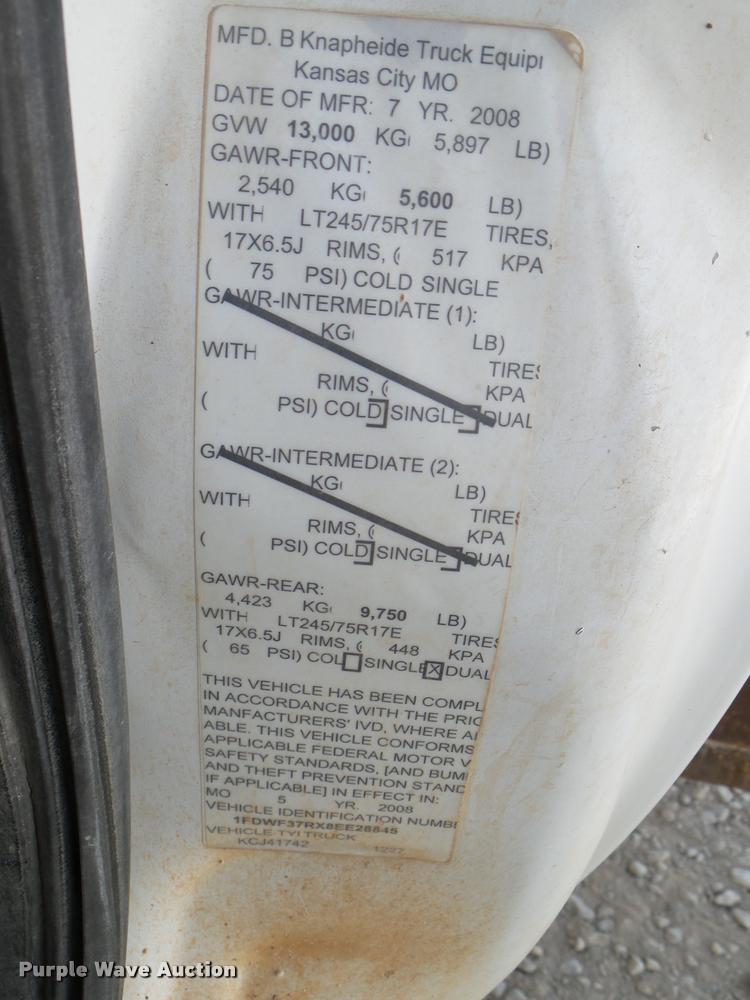 MFD. B Knapheide Truck Equipi
Kansas City MO
DATE OF MFR: 7 YR. 2008
GVW 13,000 KG( 5,897 LB)
GAWR-FRONT:
2,540 KG( 5,600 LB)
WITH LT245/75R17E TIRES,
17X6.5J RIMS, ( 517 KPA
( 75 PSI) COLD SINGLE
GAWR-INTERMEDIATE (1):
KG( LB)
WITH TIRES
RIMS, ( KPA
( PSI) COLD SINGLE DUAL
GAWR-INTERMEDIATE (2):
KG( LB)
WITH TIRES
RIMS, ( KPA
( PSI) COLD SINGLE DUAL
GAWR-REAR:
4,423 KG( 9,750 LB)
WITH LT245/75R17E TIRES
17X6.5J RIMS, ( 448 KPA
( 65 PSI) COL SINGLE X DUAL
THIS VEHICLE HAS BEEN COMPL
IN ACCORDANCE WITH THE PRIO
MANFACTURERS' IVD, WHERE A
ABLE. THIS VEHICLE CONFORMS
APPLICABLE FEDERAL MOTOR V
SAFETY STANDARDS, [AND BUM
AND THEFT PREVENTION STAND
IF APPLICABLE] IN EFFECT IN:
MO 5 YR. 2008
VEHICLE IDENTIFICATION NUMB
1FDWF37RX8EE28845
VEHICLE TYI TRUCK
KCJ41742 1227
Purple Wave Auction